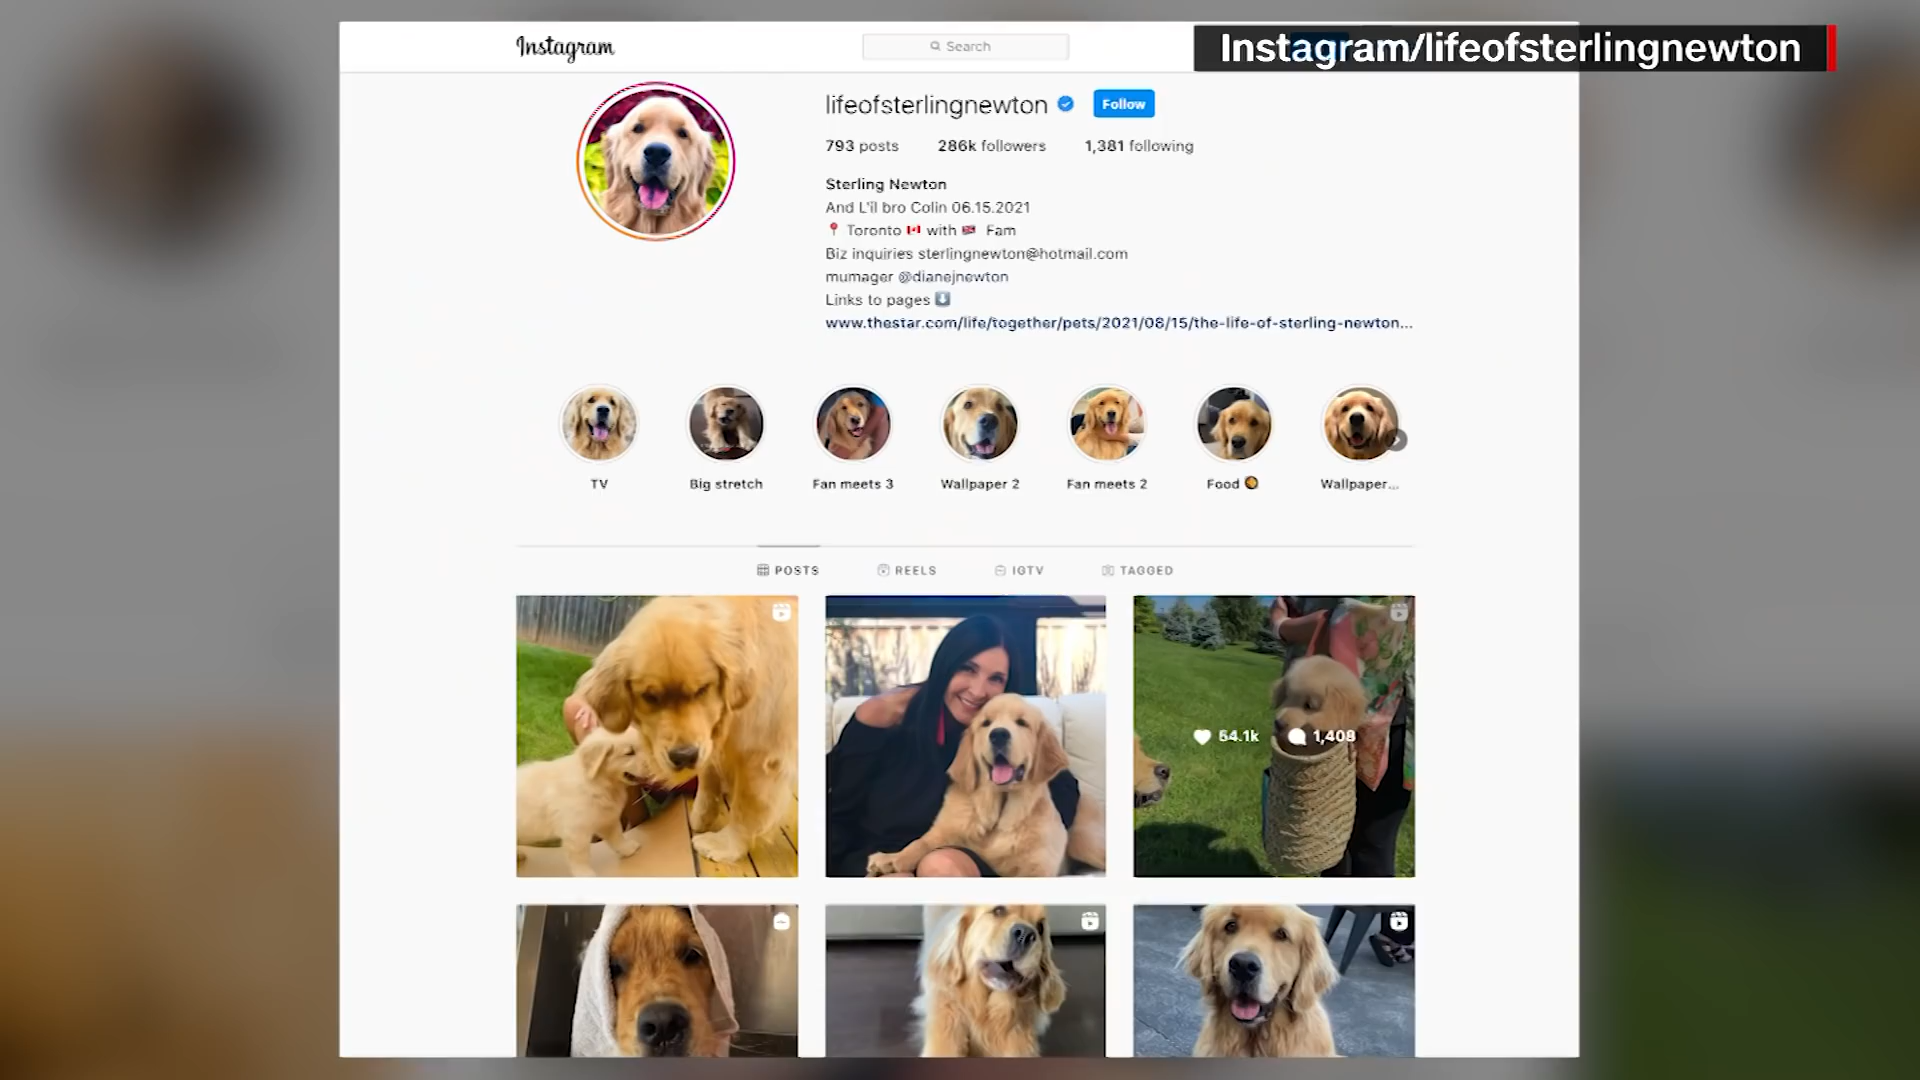 Instagram
Search
Instagram/lifeofsterlingnewton
lifeofsterlingnewton
Follow
793 posts 286k followers 1,381 following
Sterling Newton
And L'il bro Colin 06.15.2021
Toronto with Fam
Biz inquiries sterlingnewton@hotmail.com
mumager @dianejnewton
Links to pages
www.thestar.com/life/together/pets/2021/08/15/the-life-of-sterling-newton...
TV Big stretch Fan meets 3 Wallpaper 2 Fan meets 2 Food Wallpaper...
POSTS REELS IGTV TAGGED
54.1k 1,408